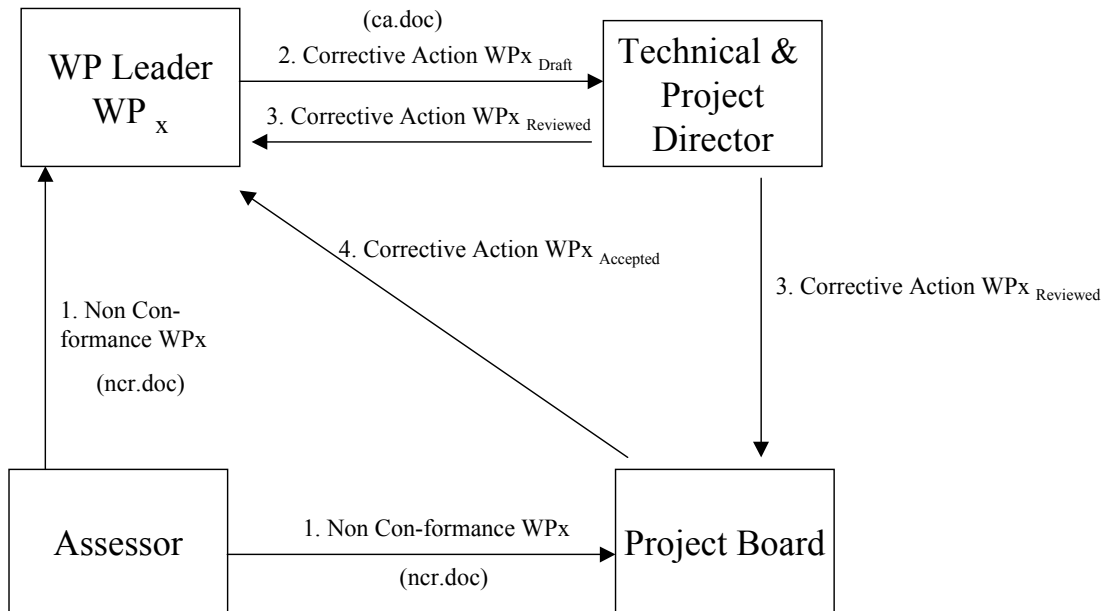 (ca.doc)
WP Leader
WP x
2. Corrective Action WPx Draft
3. Corrective Action WPx Reviewed
Technical &
Project
Director
4. Corrective Action WPx Accepted
3. Corrective Action WPx Reviewed
1. Non Con-
formance WPx
(ncr.doc)
Assessor
1. Non Con-formance WPx
(ncr.doc)
Project Board